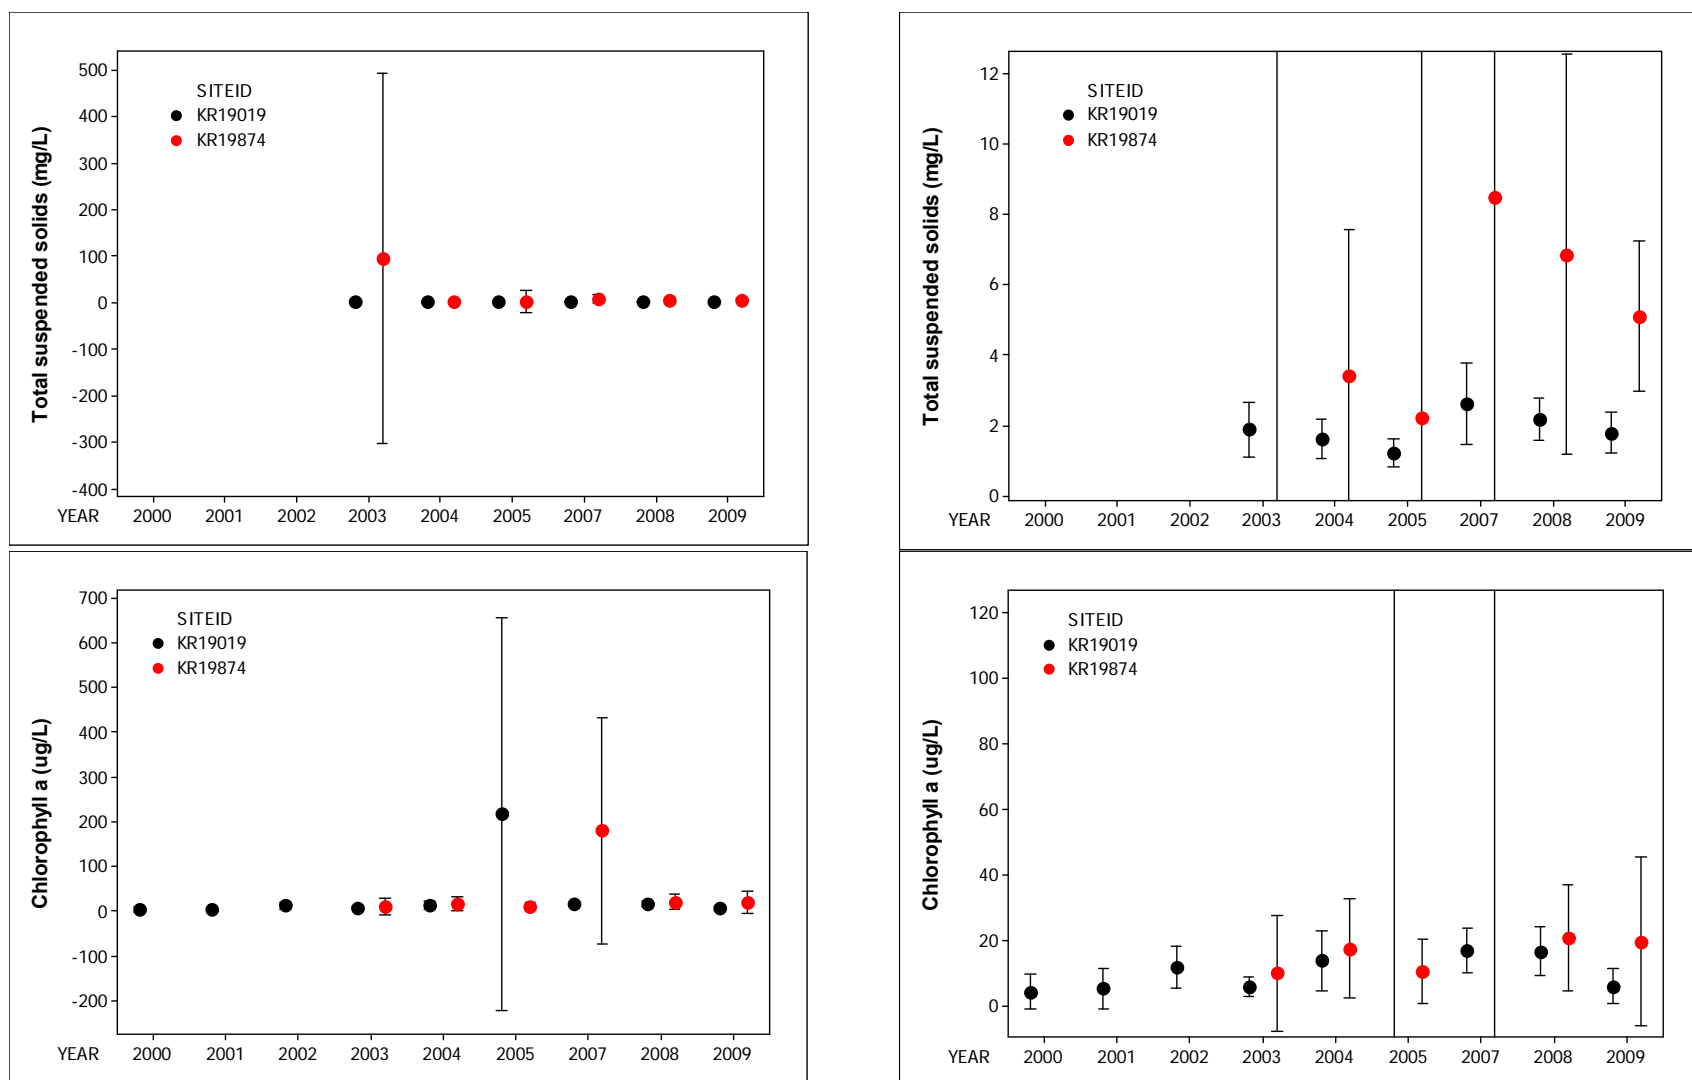 Total suspended solids (mg/L)
500
400
300
200
100
0
-100
-200
-300
-400
SITEID
KR19019
KR19874
YEAR 2000 2001 2002 2003 2004 2005 2007 2008 2009
Total suspended solids (mg/L)
12
10
8
6
4
2
0
SITEID
KR19019
KR19874
YEAR 2000 2001 2002 2003 2004 2005 2007 2008 2009
Chlorophyll a (ug/L)
700
600
500
400
300
200
100
0
-100
-200
SITEID
KR19019
KR19874
YEAR 2000 2001 2002 2003 2004 2005 2007 2008 2009
Chlorophyll a (ug/L)
120
100
80
60
40
20
0
SITEID
KR19019
KR19874
YEAR 2000 2001 2002 2003 2004 2005 2007 2008 2009